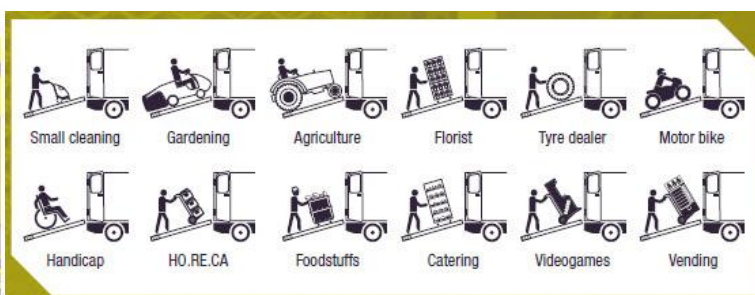 Small cleaning Gardening Agriculture Florist Tyre dealer Motor bike
Handicap HO.RE.CA Foodstuffs Catering Videogames Vending